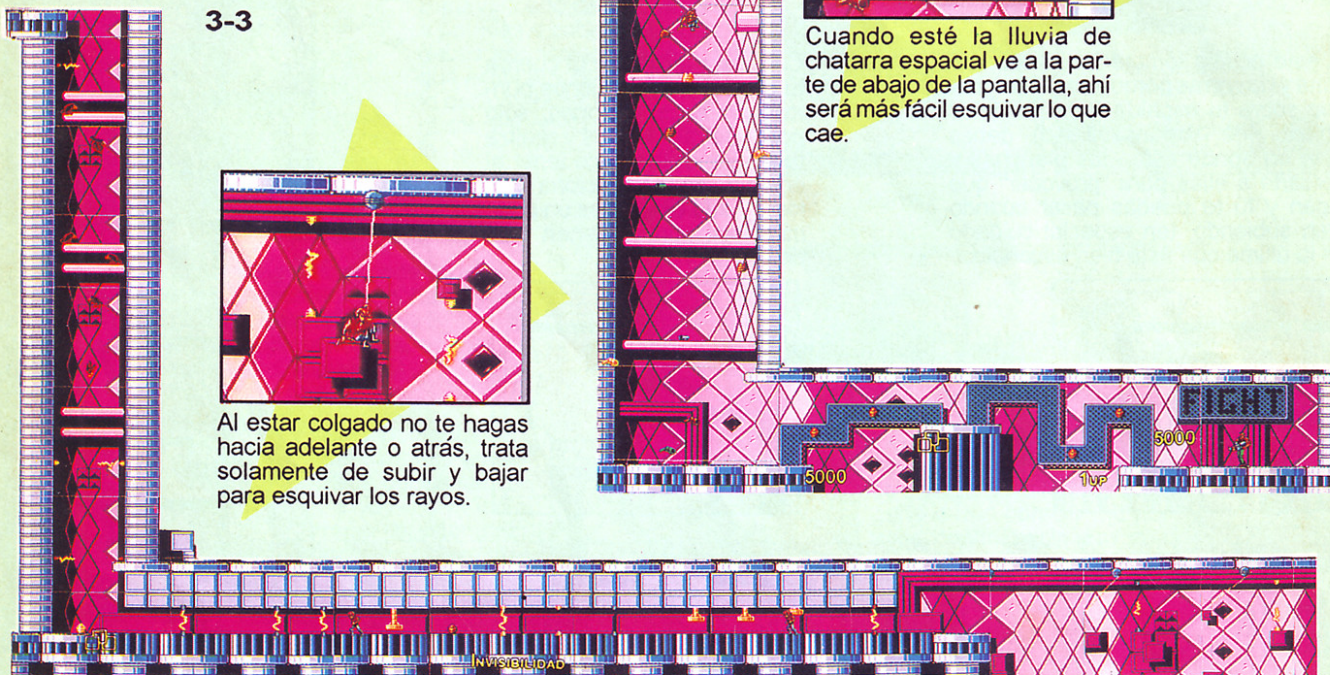 3-3
Cuando esté la lluvia de
chatarra espacial ve a la par-
te de abajo de la pantalla, ahí
será más fácil esquivar lo que
cae.
Al estar colgado no te hagas
hacia adelante o atrás, trata
solamente de subir y bajar
para esquivar los rayos.
FIGHT
5000
5000
1UP
INVISIBILIDAD